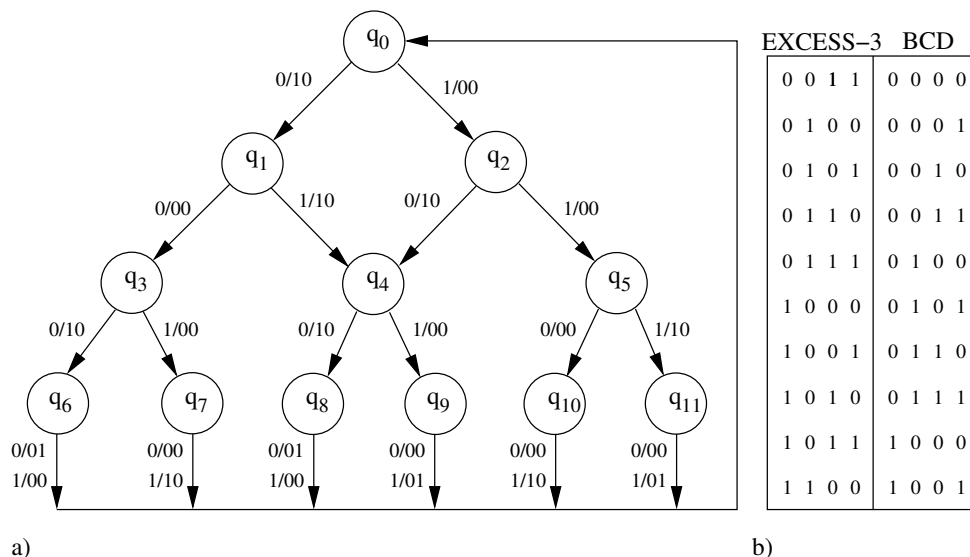 q0
EXCESS-3 BCD
0 0 1 1 0 0 0 0
0/10 1/00
0 1 0 0 0 0 0 1
q1 q2
0 1 0 1 0 0 1 0
0/00 1/10 0/10 1/00
0 1 1 0 0 0 1 1
q3 q4 q5
0 1 1 1 0 1 0 0
1 0 0 0 0 1 0 1
0/10 1/00 0/10 1/00 0/00 1/10
1 0 0 1 0 1 1 0
q6 q7 q8 q9 q10 q11
1 0 1 0 0 1 1 1
0/01 0/00 0/01 0/00 0/00 0/00
1 0 1 1 1 0 0 0
1/00 1/10 1/00 1/01 1/10 1/01
1 1 0 0 1 0 0 1
a) b)